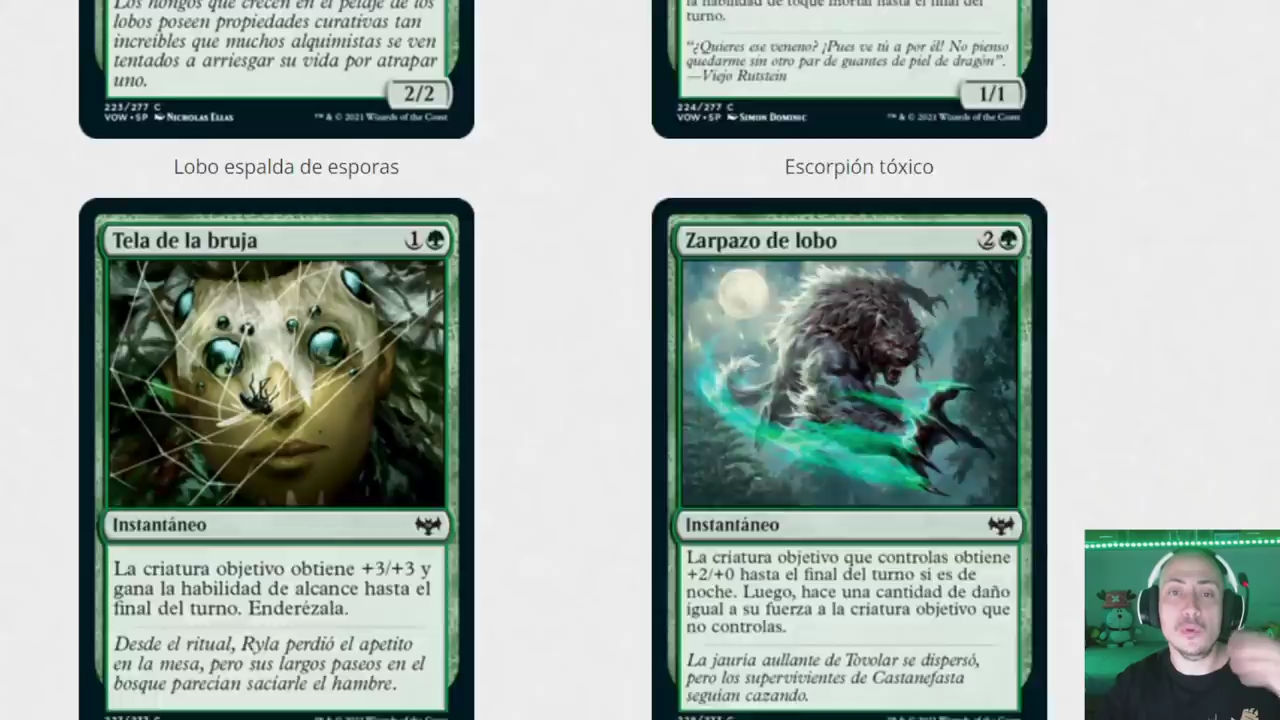 Los hongos que crecen en el pelaje de los
lobos poseen propiedades curativas tan
increíbles que muchos alquimistas se ven
tentados a arriesgar su vida por atrapar
uno.
2/2
223/277 C
VOW • SP NICHOLAS ELIAS
™ & © 2021 Wizards of the Coast
la habilidad de toque mortal hasta el final del
turno.
"¿Quieres ese veneno? ¡Pues ve tú a por él! No pienso
quedarme sin otro par de guantes de piel de dragón".
—Viejo Rutstein
1/1
224/277 C
VOW • SP SIMON DOMINIC
™ & © 2021 Wizards of the Coast
Lobo espalda de esporas
Escorpión tóxico
Tela de la bruja 1
Instantáneo
La criatura objetivo obtiene +3/+3 y
gana la habilidad de alcance hasta el
final del turno. Enderézala.
Desde el ritual, Ryla perdió el apetito
en la mesa, pero sus largos paseos en el
bosque parecían saciarle el hambre.
Zarpazo de lobo 2
Instantáneo
La criatura objetivo que controlas obtiene
+2/+0 hasta el final del turno si es de
noche. Luego, hace una cantidad de daño
igual a su fuerza a la criatura objetivo que
no controlas.
La jauría aullante de Tovolar se dispersó,
pero los supervivientes de Castanefasta
seguían cazando.